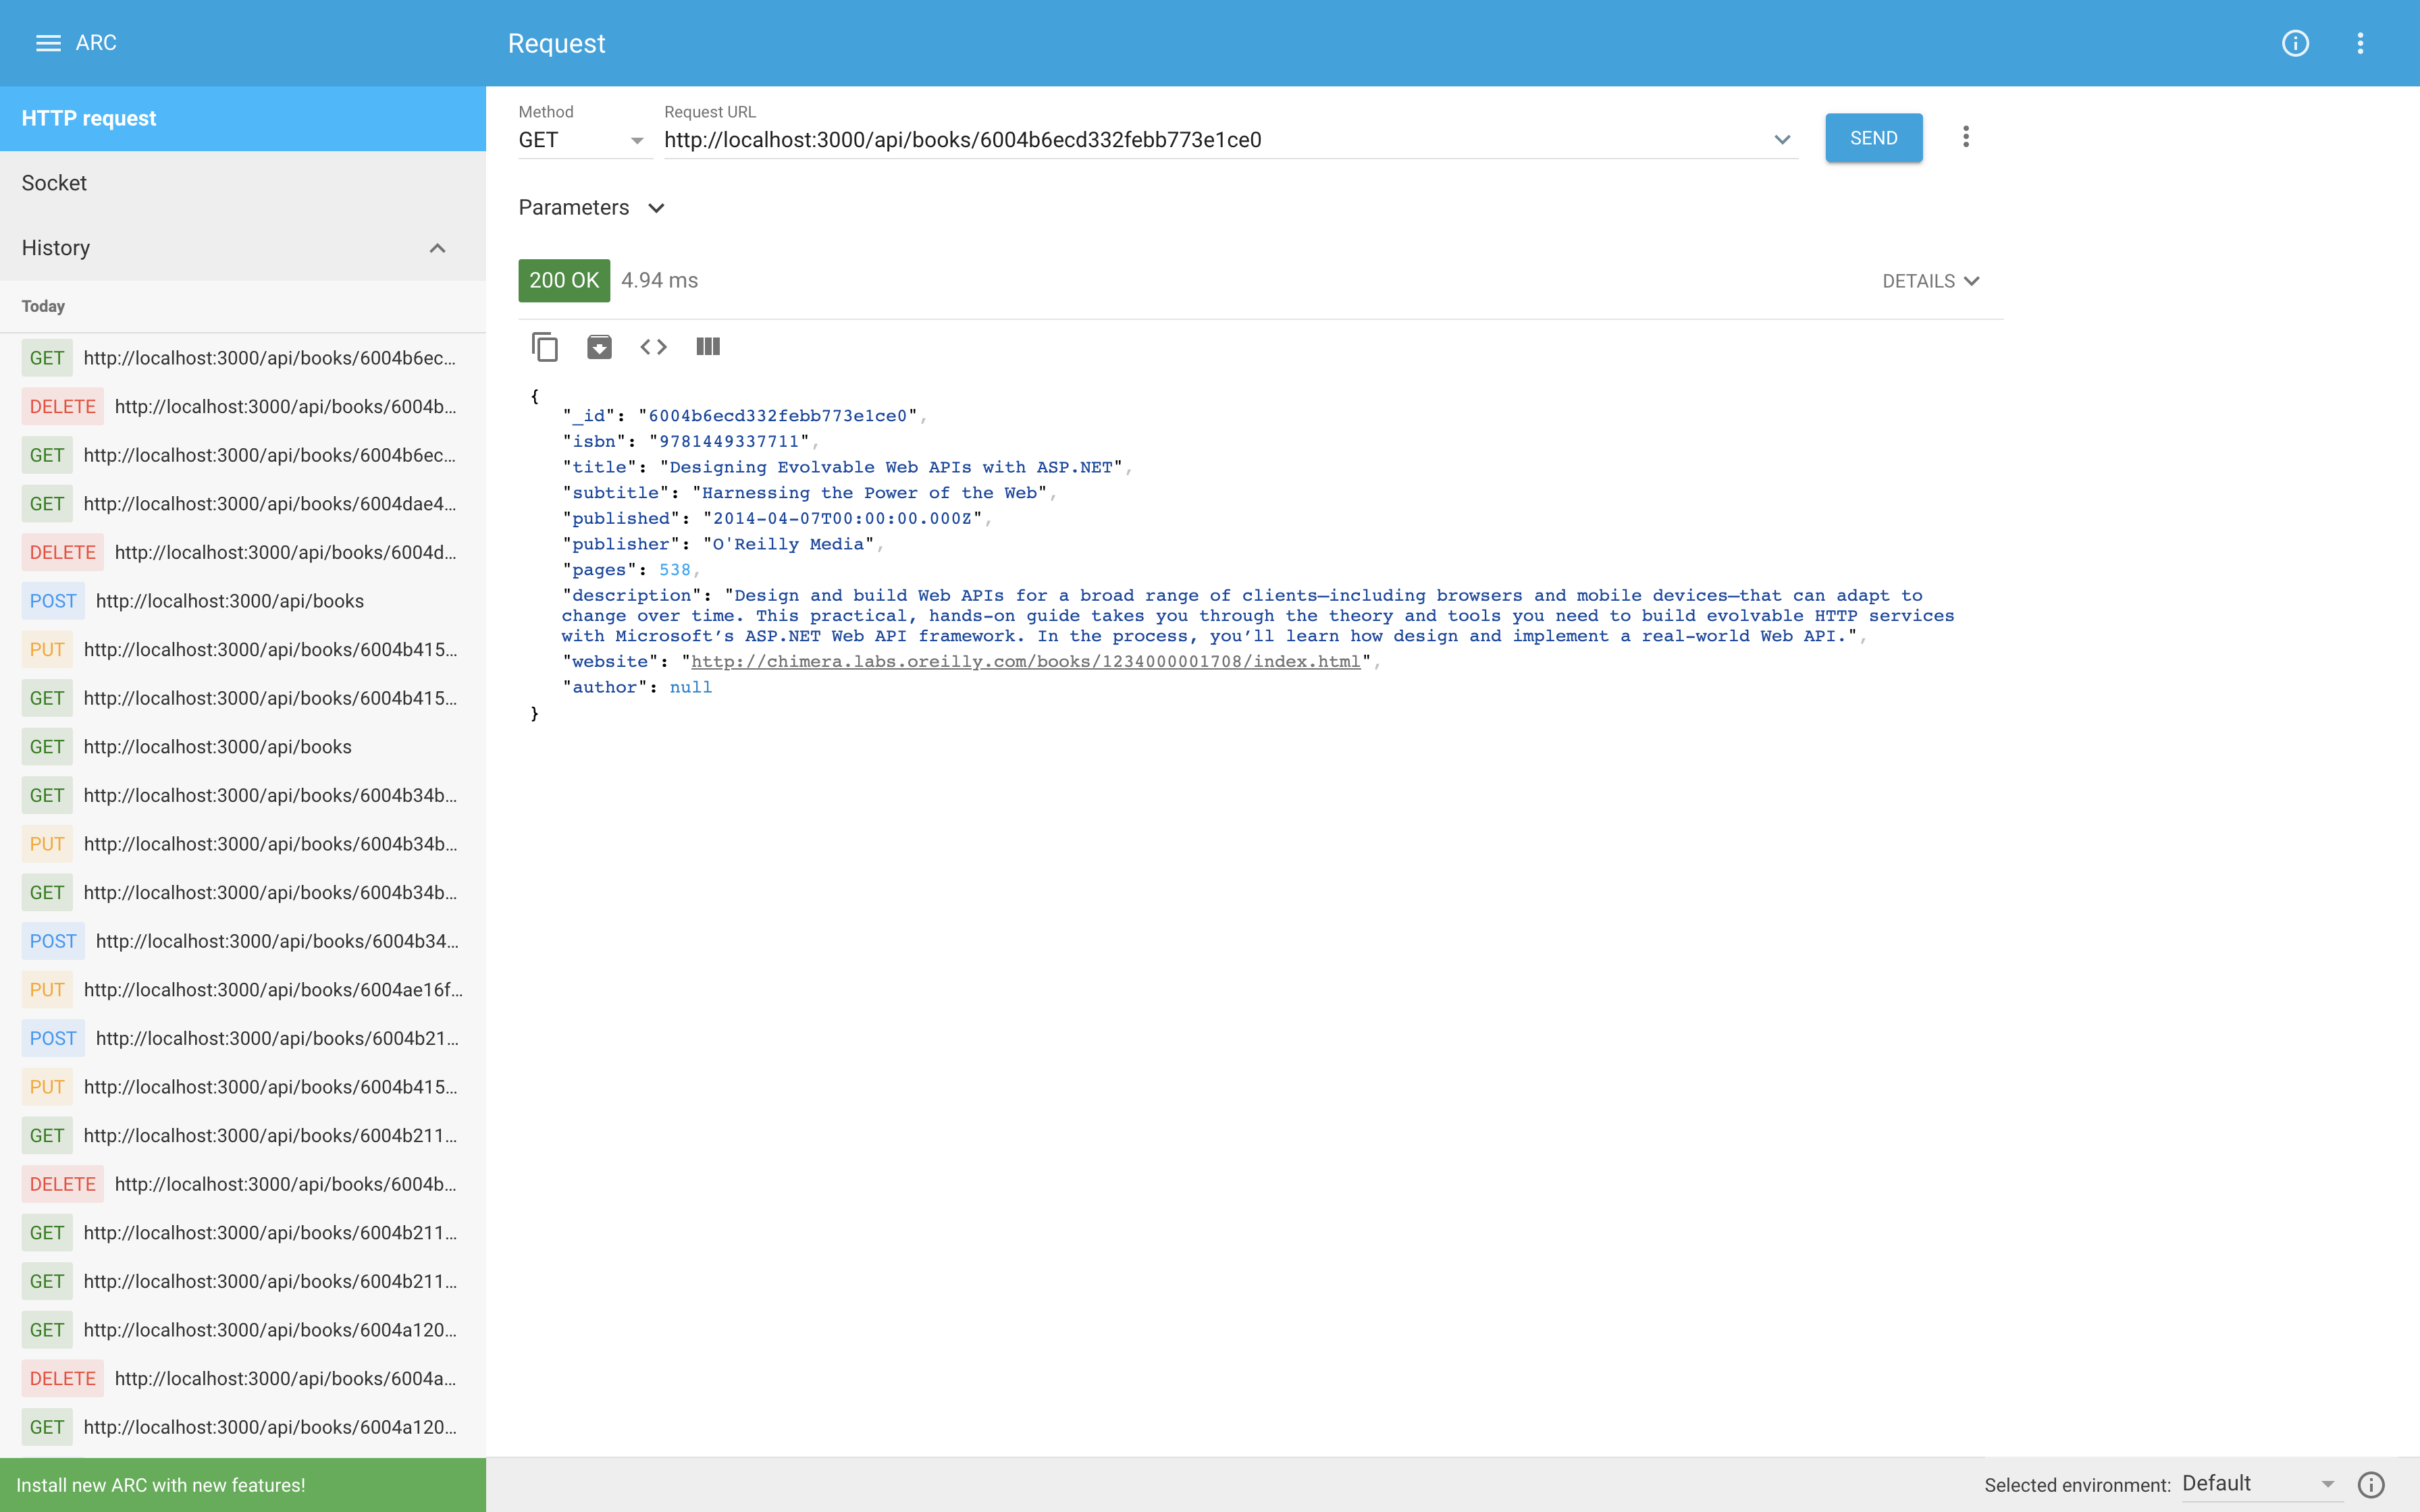 ARC
Request
HTTP request
Socket
History
Today
GET http://localhost:3000/api/books/6004b6ec...
DELETE http://localhost:3000/api/books/6004b...
GET http://localhost:3000/api/books/6004b6ec...
GET http://localhost:3000/api/books/6004dae4...
DELETE http://localhost:3000/api/books/6004d...
POST http://localhost:3000/api/books
PUT http://localhost:3000/api/books/6004b415...
GET http://localhost:3000/api/books/6004b415...
GET http://localhost:3000/api/books
GET http://localhost:3000/api/books/6004b34b...
PUT http://localhost:3000/api/books/6004b34b...
GET http://localhost:3000/api/books/6004b34b...
POST http://localhost:3000/api/books/6004b34...
PUT http://localhost:3000/api/books/6004ae16f...
POST http://localhost:3000/api/books/6004b21...
PUT http://localhost:3000/api/books/6004b415...
GET http://localhost:3000/api/books/6004b211...
DELETE http://localhost:3000/api/books/6004b...
GET http://localhost:3000/api/books/6004b211...
GET http://localhost:3000/api/books/6004b211...
GET http://localhost:3000/api/books/6004a120...
DELETE http://localhost:3000/api/books/6004a...
GET http://localhost:3000/api/books/6004a120...
Install new ARC with new features!
Method
GET
Request URL
http://localhost:3000/api/books/6004b6ecd332febb773e1ce0
SEND
Parameters
200 OK 4.94 ms
DETAILS
{
"_id": "6004b6ecd332febb773e1ce0",
"isbn": "9781449337711",
"title": "Designing Evolvable Web APIs with ASP.NET",
"subtitle": "Harnessing the Power of the Web",
"published": "2014-04-07T00:00:00.000Z",
"publisher": "O'Reilly Media",
"pages": 538,
"description": "Design and build Web APIs for a broad range of clients—including browsers and mobile devices—that can adapt to
change over time. This practical, hands-on guide takes you through the theory and tools you need to build evolvable HTTP services
with Microsoft’s ASP.NET Web API framework. In the process, you’ll learn how design and implement a real-world Web API.",
"website": "http://chimera.labs.oreilly.com/books/1234000001708/index.html",
"author": null
}
Selected environment: Default